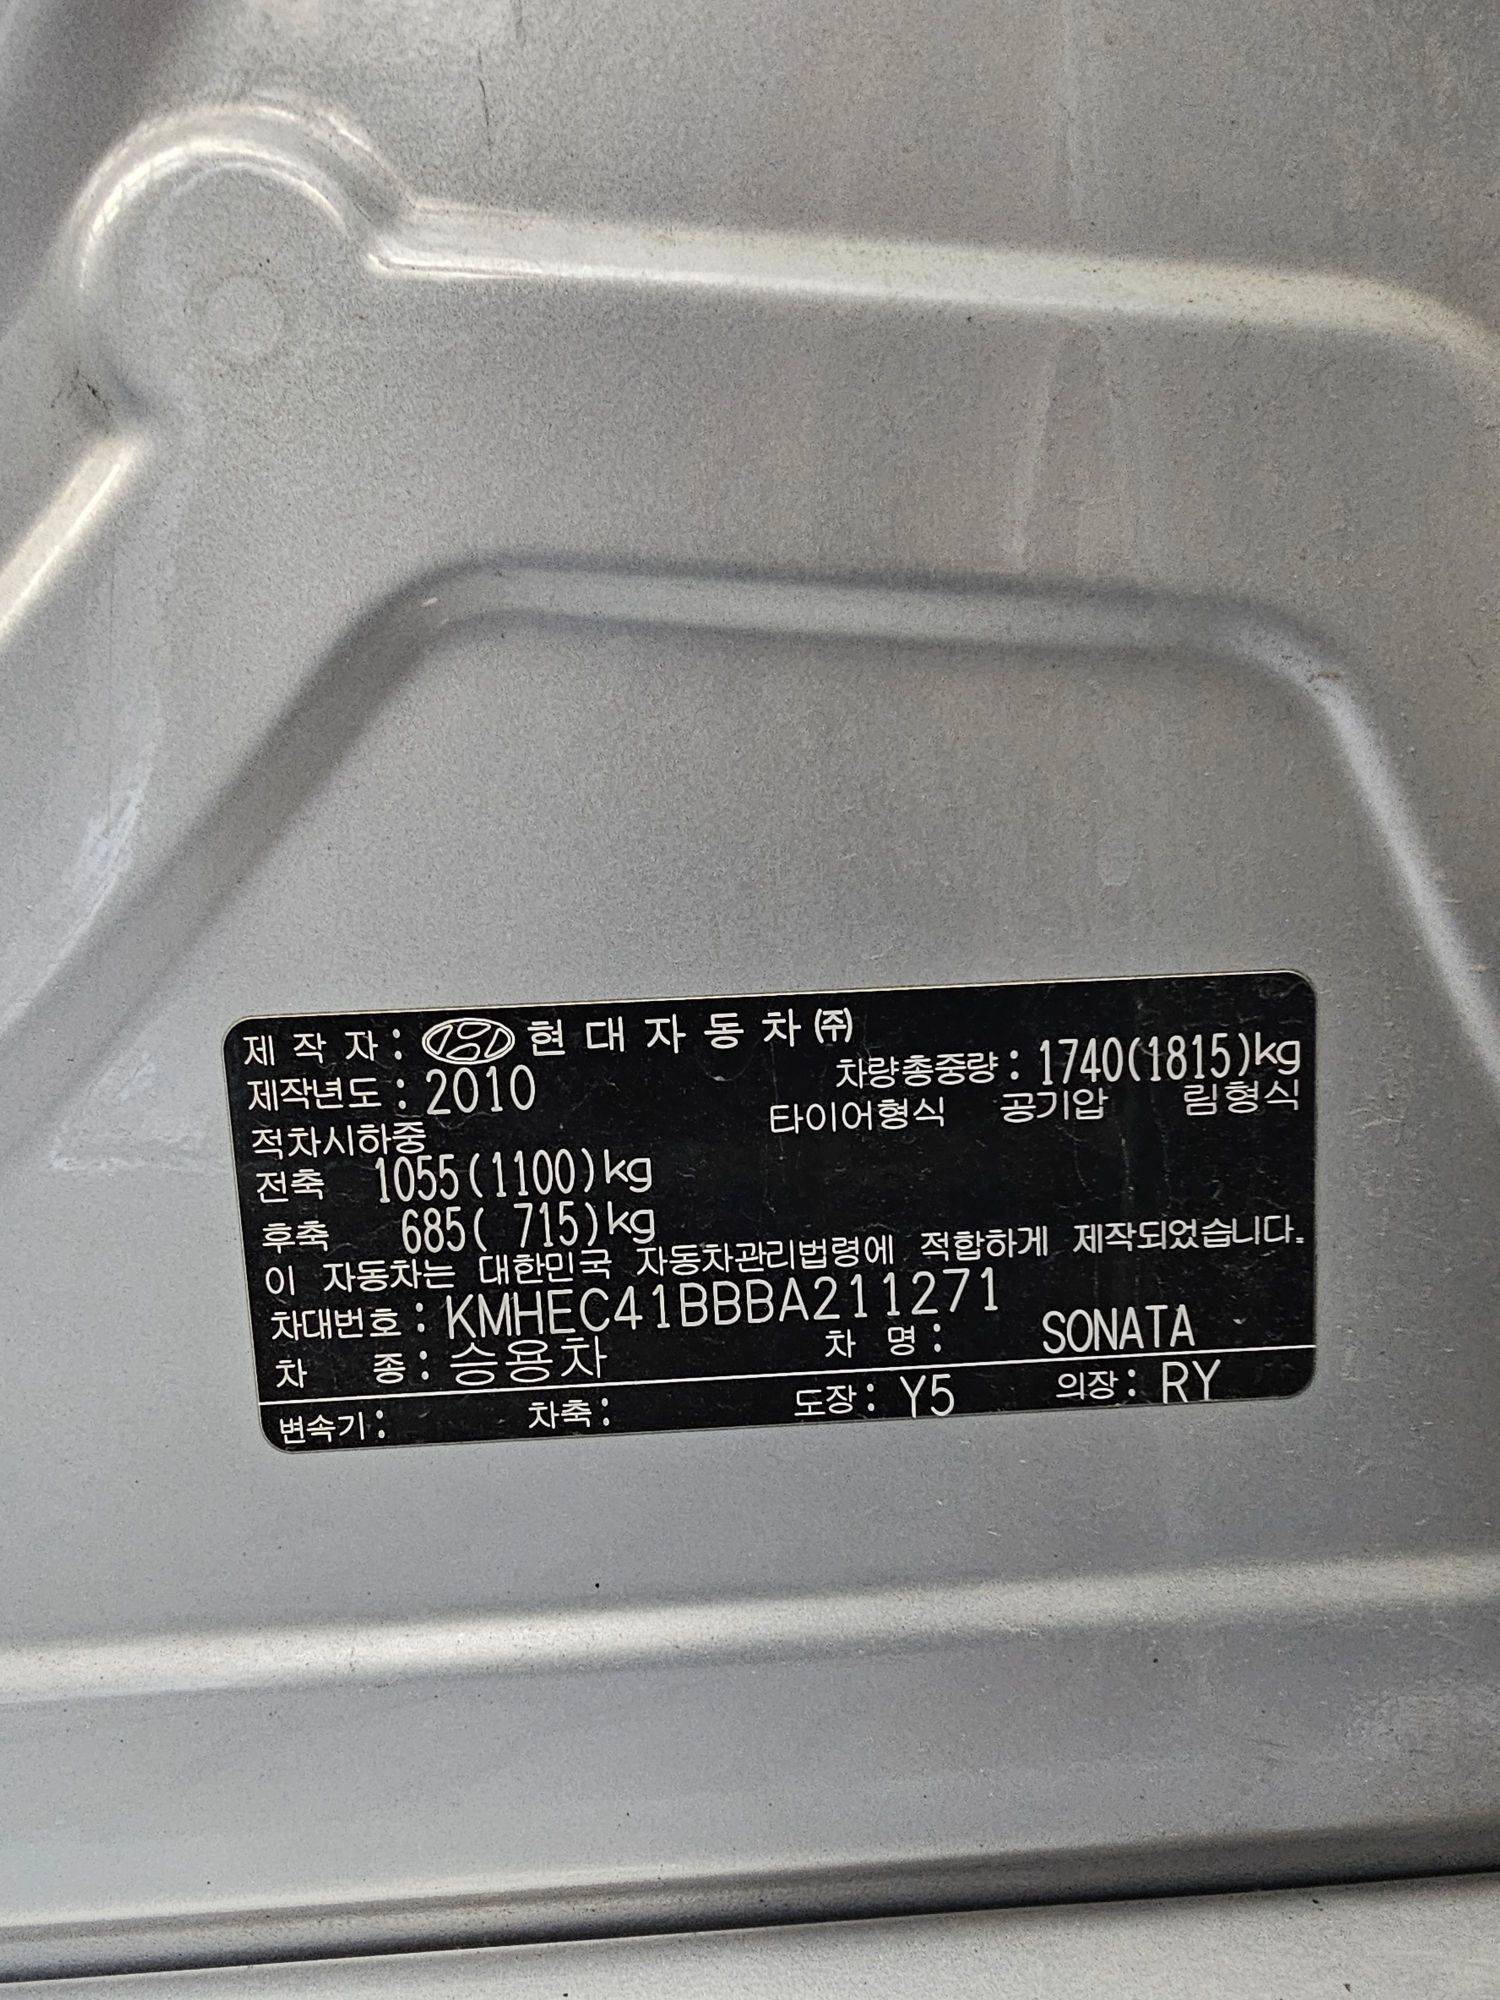 제 작 자 : 현 대 자 동 차 ㈜
제작년도 : 2010
차량총중량 : 1740(1815)kg
적차시하중
타이어형식 공기압 림형식
전축 1055(1100)kg
후축 685( 715)kg
이 자동차는 대한민국 자동차관리법령에 적합하게 제작되었습니다.
차대번호 : KMHEC41BBBA211271
차 종 : 승용차 차 명 : SONATA
변속기 : 차축 : 도장 : Y5 의장 : RY